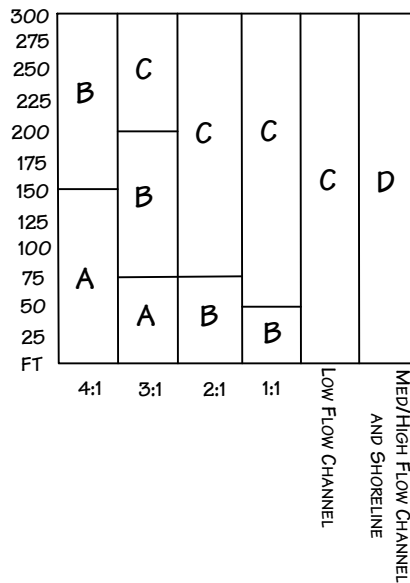 300
275
250
225
200
175
150
125
100
75
50
25
FT
B
A
C
B
A
C
B
C
B
C
D
4:1
3:1
2:1
1:1
LOW FLOW CHANNEL
MED/HIGH FLOW CHANNEL
AND SHORELINE